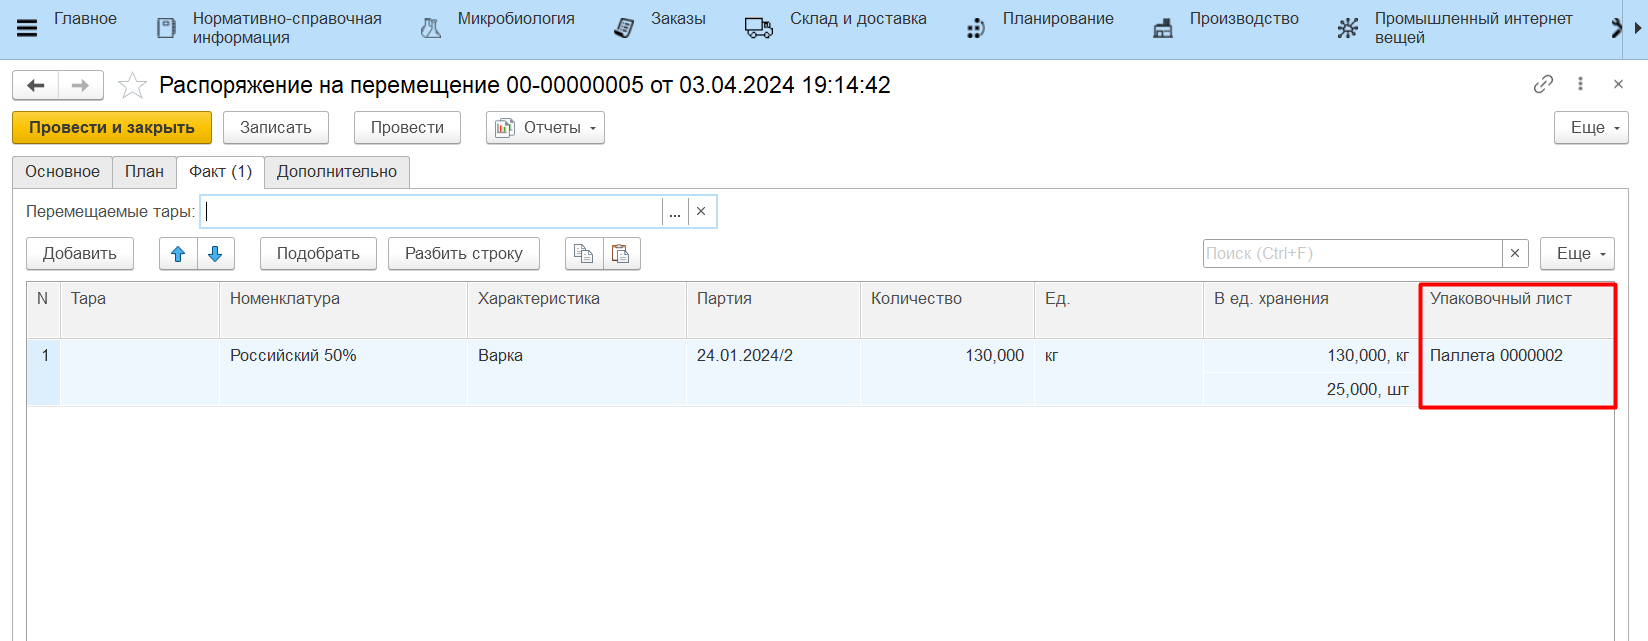 Главное
Нормативно-справочная
информация
Микробиология
Заказы
Склад и доставка
Планирование
Производство
Промышленный интернет
вещей
Распоряжение на перемещение 00-00000005 от 03.04.2024 19:14:42
Провести и закрыть
Записать
Провести
Отчеты
Еще
Основное
План
Факт (1)
Дополнительно
Перемещаемые тары:
...
Добавить
Подобрать
Разбить строку
Поиск (Ctrl+F)
Еще
N Тара Номенклатура Характеристика Партия Количество Ед. В ед. хранения Упаковочный лист
1 Российский 50% Варка 24.01.2024/2 130,000 кг 130,000, кг Паллета 0000002
25,000, шт